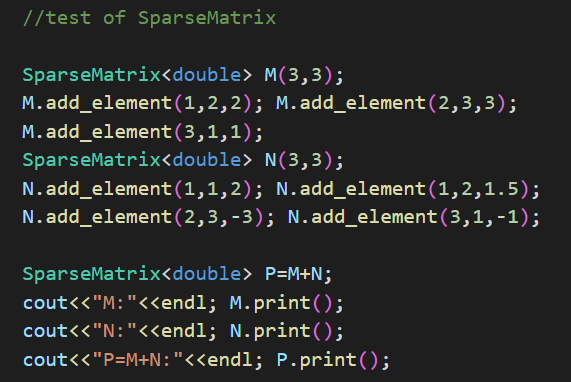 //test of SparseMatrix
SparseMatrix<double> M(3,3);
M.add_element(1,2,2); M.add_element(2,3,3);
M.add_element(3,1,1);
SparseMatrix<double> N(3,3);
N.add_element(1,1,2); N.add_element(1,2,1.5);
N.add_element(2,3,-3); N.add_element(3,1,-1);
SparseMatrix<double> P=M+N;
cout<<"M:"<<endl; M.print();
cout<<"N:"<<endl; N.print();
cout<<"P=M+N:"<<endl; P.print();